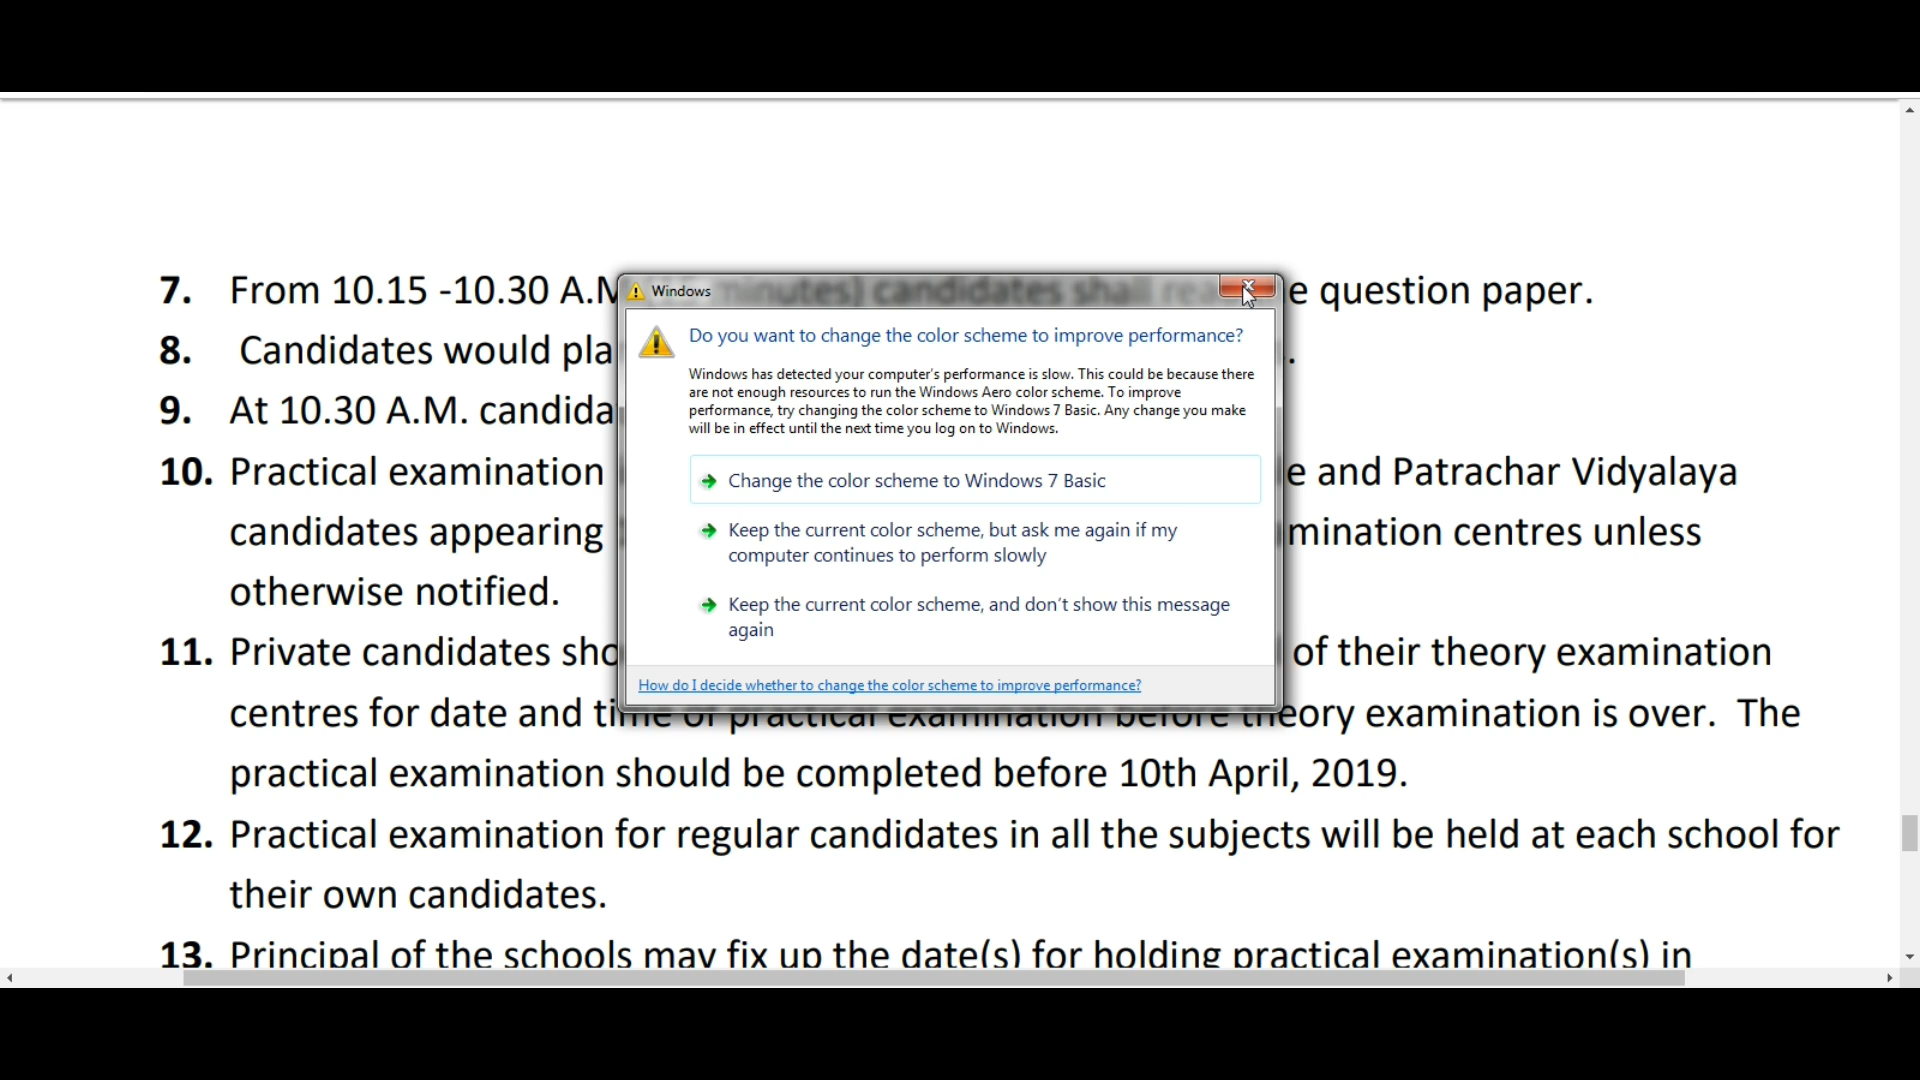 7. From 10.15 -10.30 A.M minutes) candidates shall rea e question paper.
8. Candidates would pla .
9. At 10.30 A.M. candida
10. Practical examination e and Patrachar Vidyalaya
candidates appearing mination centres unless
otherwise notified.
11. Private candidates sho of their theory examination
centres for date and time of practical examination before theory examination is over. The
practical examination should be completed before 10th April, 2019.
12. Practical examination for regular candidates in all the subjects will be held at each school for
their own candidates.
13. Principal of the schools may fix up the date(s) for holding practical examination(s) in
Windows
Do you want to change the color scheme to improve performance?
Windows has detected your computer's performance is slow. This could be because there
are not enough resources to run the Windows Aero color scheme. To improve
performance, try changing the color scheme to Windows 7 Basic. Any change you make
will be in effect until the next time you log on to Windows.
Change the color scheme to Windows 7 Basic
Keep the current color scheme, but ask me again if my
computer continues to perform slowly
Keep the current color scheme, and don't show this message
again
How do I decide whether to change the color scheme to improve performance?